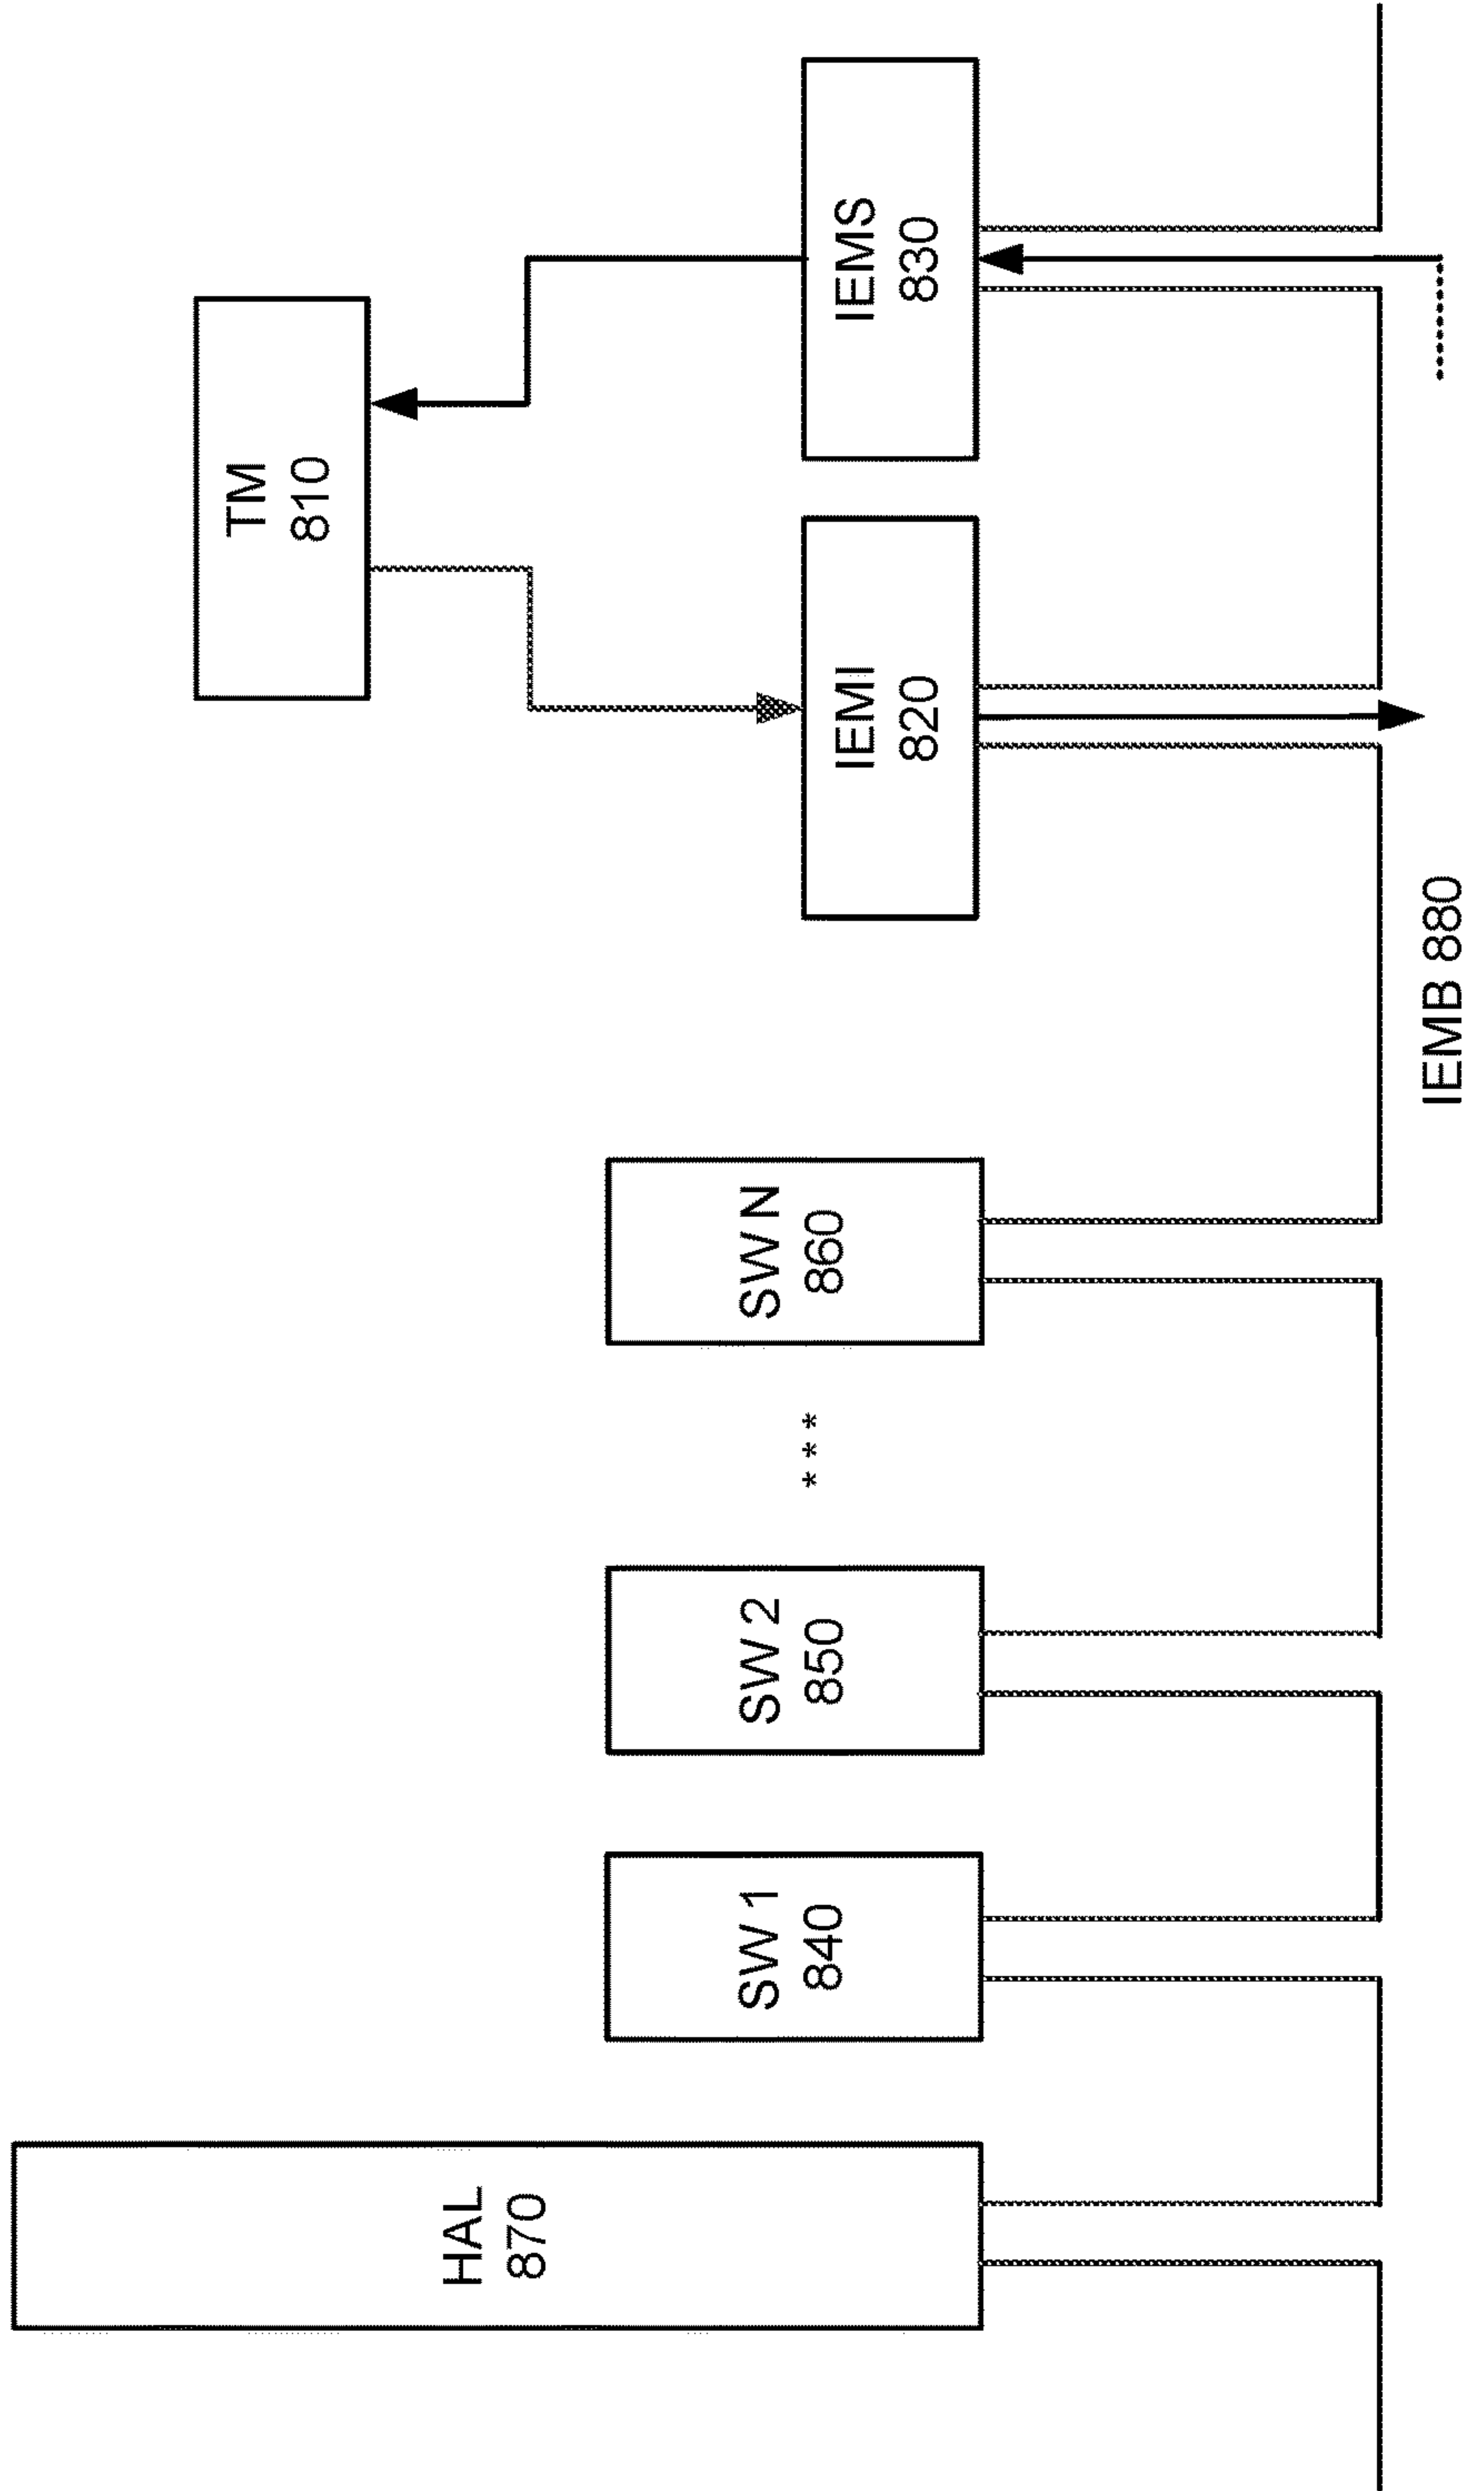 HAL
870
SW 1
840
SW 2
850
***
SW N
860
TM
810
IEMI
820
IEMS
830
IEMB 880